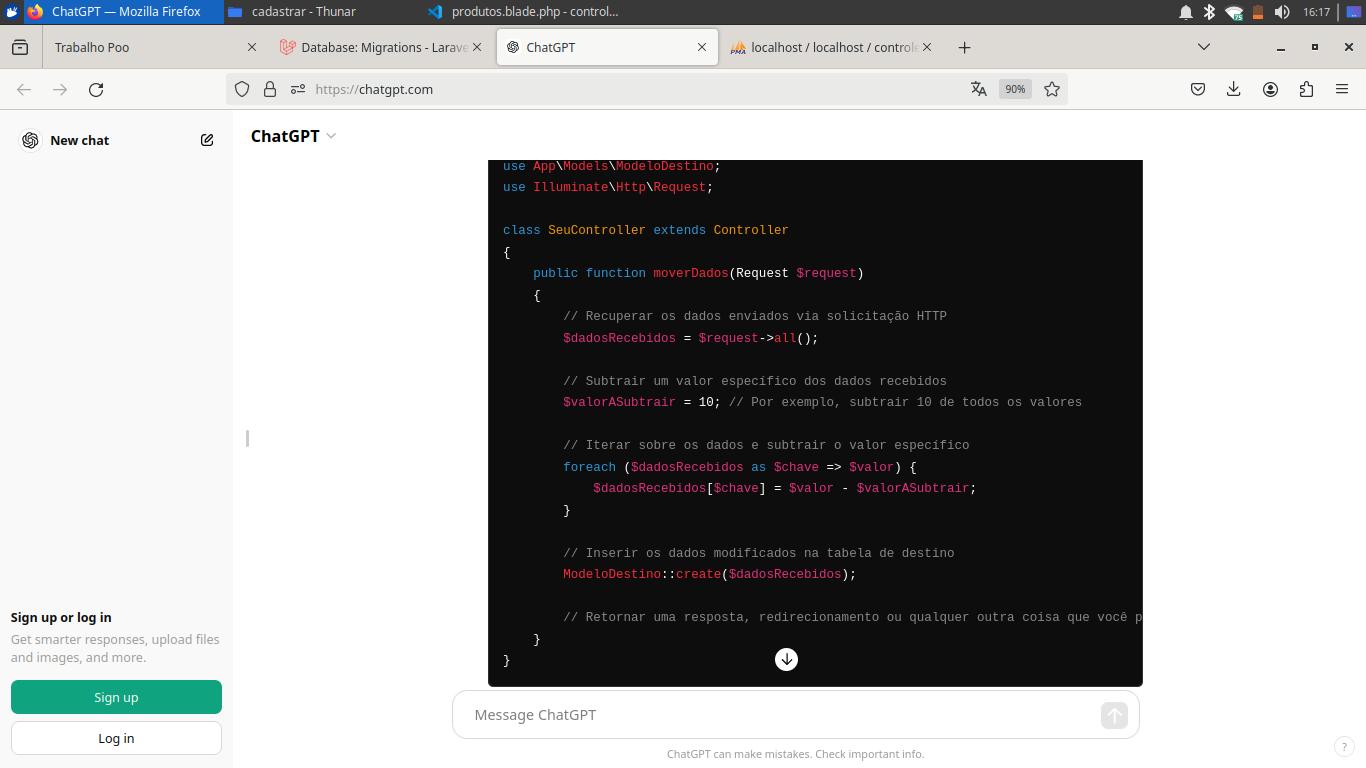 ChatGPT — Mozilla Firefox
cadastrar - Thunar
produtos.blade.php - control...
75
16:17
Trabalho Poo
Database: Migrations - Larave
ChatGPT
PMA
localhost / localhost / controle
https://chatgpt.com
90%
New chat
ChatGPT
use App\Models\ModeloDestino;
use Illuminate\Http\Request;
class SeuController extends Controller
{
public function moverDados(Request $request)
{
// Recuperar os dados enviados via solicitação HTTP
$dadosRecebidos = $request->all();
// Subtrair um valor específico dos dados recebidos
$valorASubtrair = 10; // Por exemplo, subtrair 10 de todos os valores
// Iterar sobre os dados e subtrair o valor específico
foreach ($dadosRecebidos as $chave => $valor) {
$dadosRecebidos[$chave] = $valor - $valorASubtrair;
}
// Inserir os dados modificados na tabela de destino
ModeloDestino::create($dadosRecebidos);
// Retornar uma resposta, redirecionamento ou qualquer outra coisa que você p
}
}
Sign up or log in
Get smarter responses, upload files
and images, and more.
Sign up
Log in
Message ChatGPT
ChatGPT can make mistakes. Check important info.
?